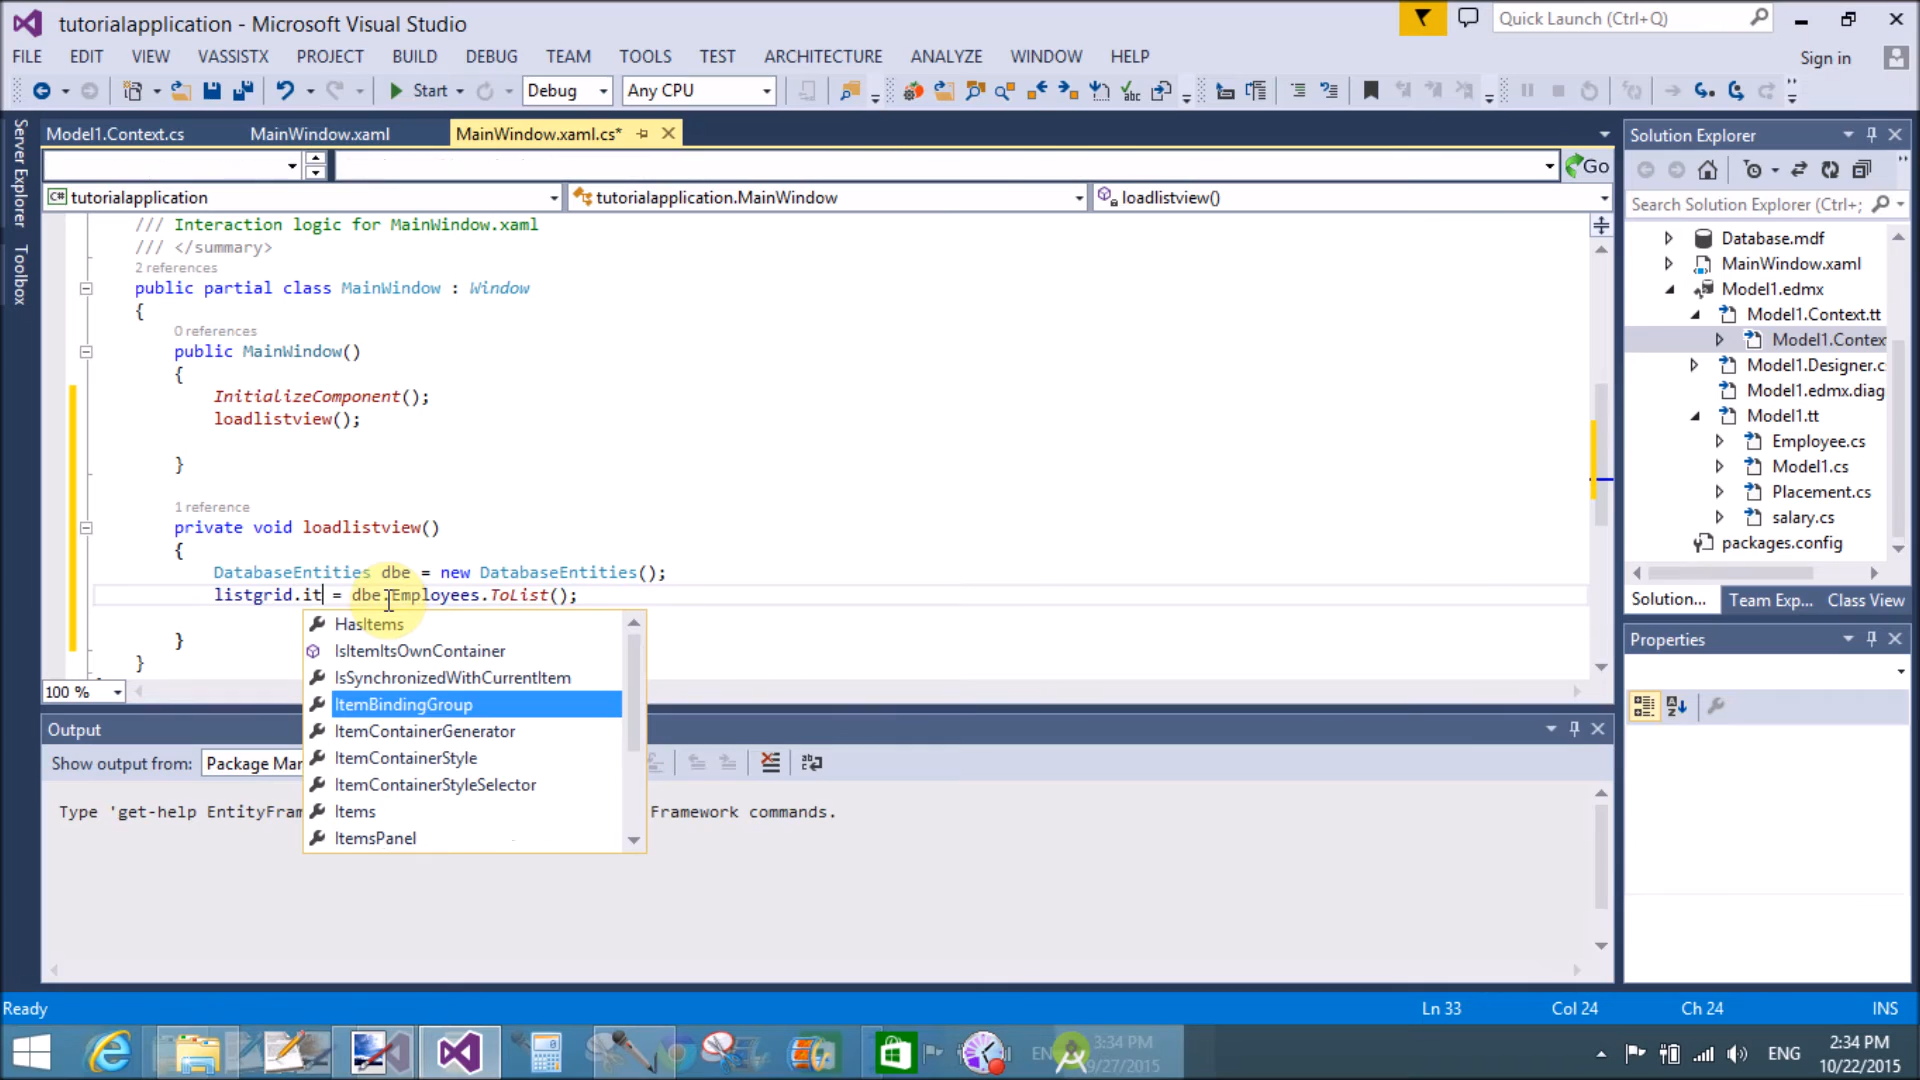 tutorialapplication - Microsoft Visual Studio
Quick Launch (Ctrl+Q)
FILE EDIT VIEW VASSISTX PROJECT BUILD DEBUG TEAM TOOLS TEST ARCHITECTURE ANALYZE WINDOW HELP
Sign in
Start Debug Any CPU
Server Explorer
Toolbox
Model1.Context.cs MainWindow.xaml MainWindow.xaml.cs*
Go
C# tutorialapplication tutorialapplication.MainWindow loadlistview()
/// Interaction logic for MainWindow.xaml
/// </summary>
2 references
public partial class MainWindow : Window
{
0 references
public MainWindow()
{
InitializeComponent();
loadlistview();
}
1 reference
private void loadlistview()
{
DatabaseEntities dbe = new DatabaseEntities();
listgrid.it = dbe.Employees.ToList();
}
}
HasItems
IsItemItsOwnContainer
IsSynchronizedWithCurrentItem
ItemBindingGroup
ItemContainerGenerator
ItemContainerStyle
ItemContainerStyleSelector
Items
ItemsPanel
100 %
Output
Show output from: Package Mar
Type 'get-help EntityFram Framework commands.
Solution Explorer
Search Solution Explorer (Ctrl+;
Database.mdf
MainWindow.xaml
Model1.edmx
Model1.Context.tt
Model1.Contex
Model1.Designer.c
Model1.edmx.diag
Model1.tt
Employee.cs
Model1.cs
Placement.cs
salary.cs
packages.config
Solution... Team Exp... Class View
Properties
Ready Ln 33 Col 24 Ch 24 INS
EN 3:34 PM
9/27/2015
ENG 2:34 PM
10/22/2015